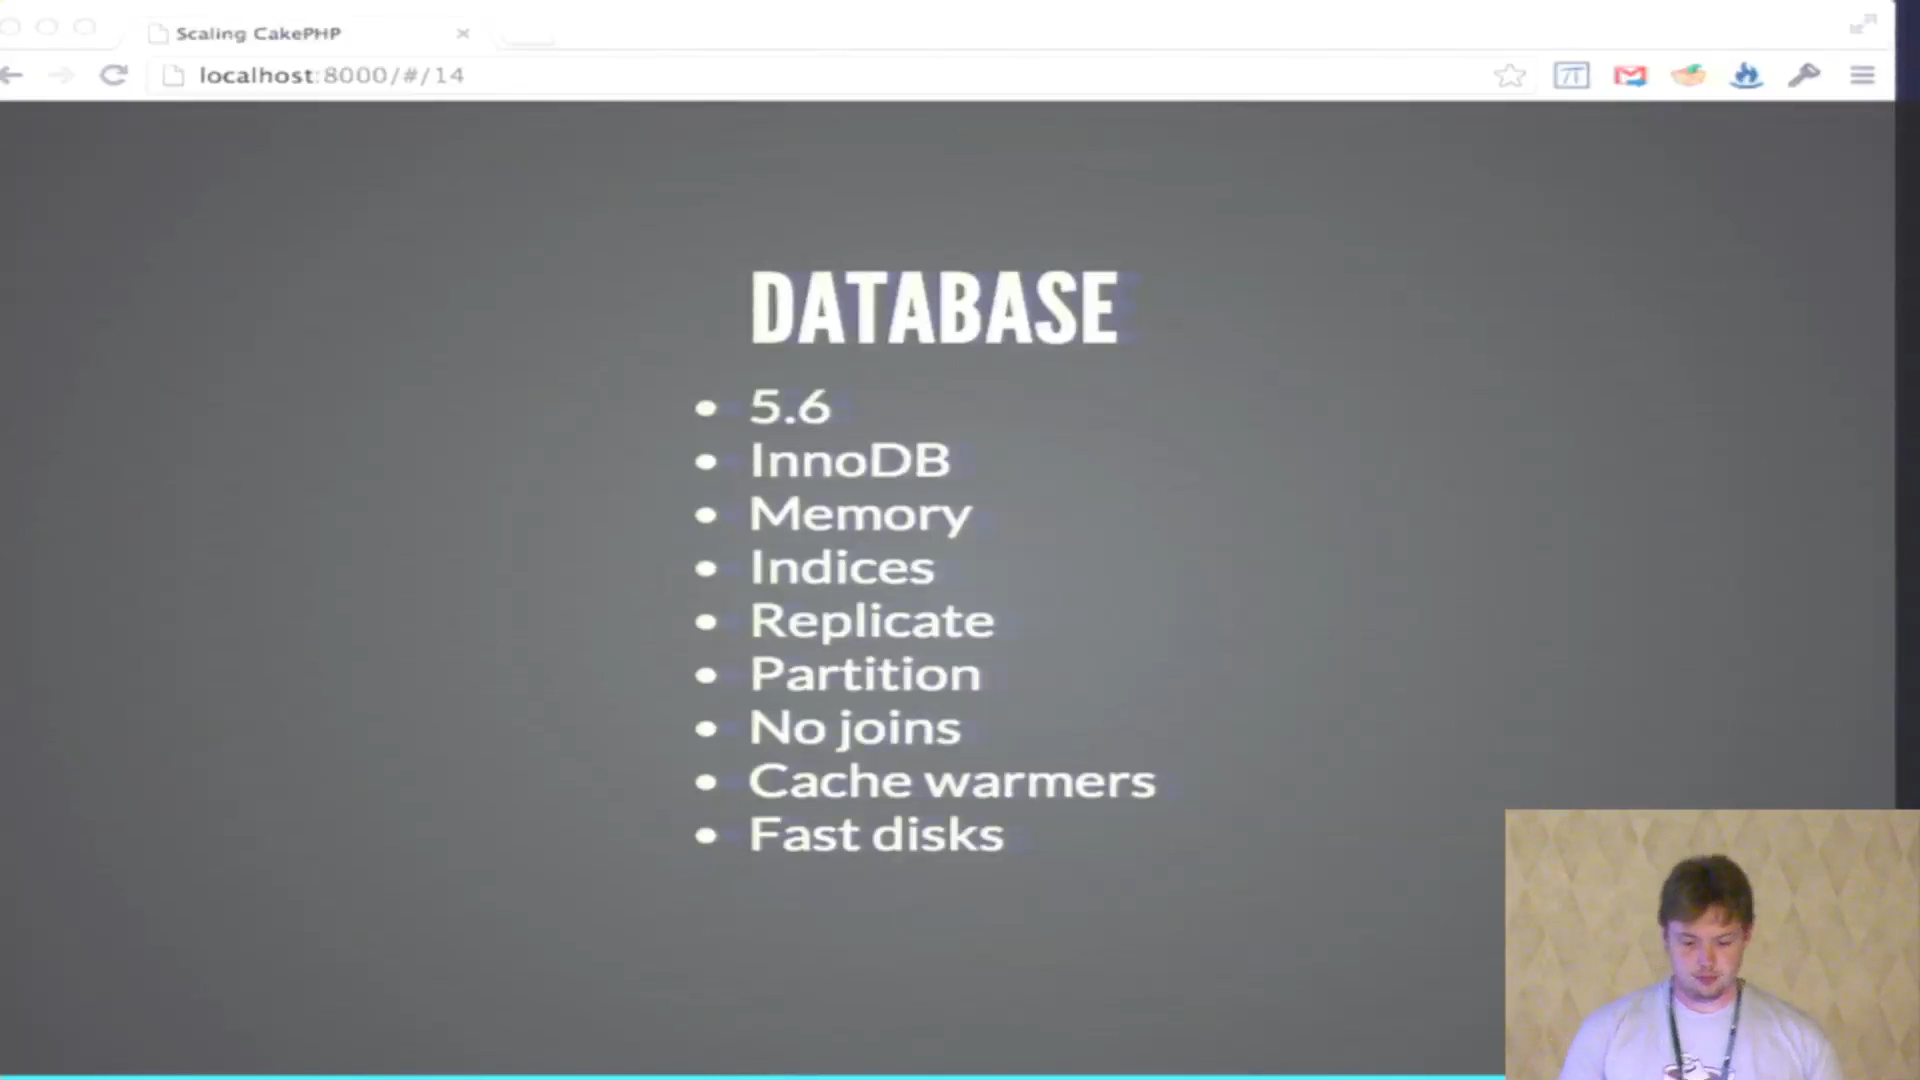 Scaling CakePHP
localhost:8000/#/14
DATABASE
5.6
InnoDB
Memory
Indices
Replicate
Partition
No joins
Cache warmers
Fast disks